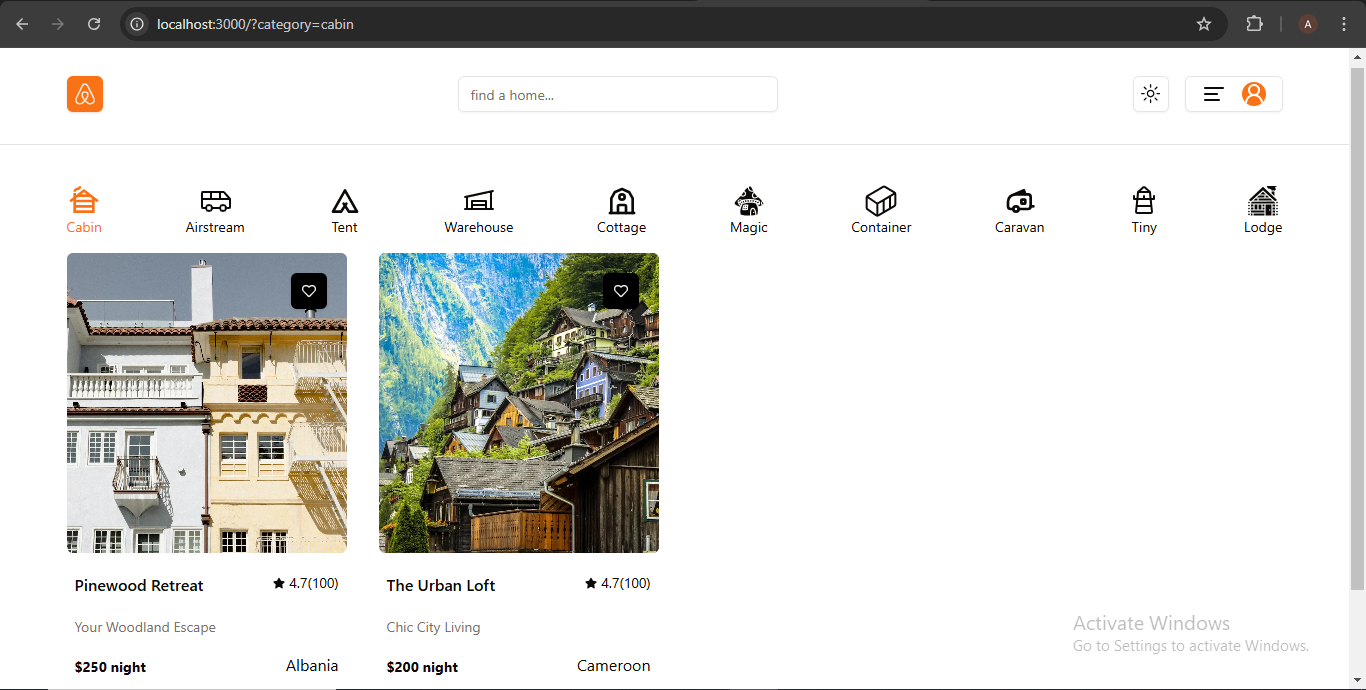 localhost:3000/?category=cabin
A
find a home...
Cabin
Airstream
Tent
Warehouse
Cottage
Magic
Container
Caravan
Tiny
Lodge
Pinewood Retreat
4.7(100)
The Urban Loft
4.7(100)
Your Woodland Escape
Chic City Living
$250 night
Albania
$200 night
Cameroon
Activate Windows
Go to Settings to activate Windows.